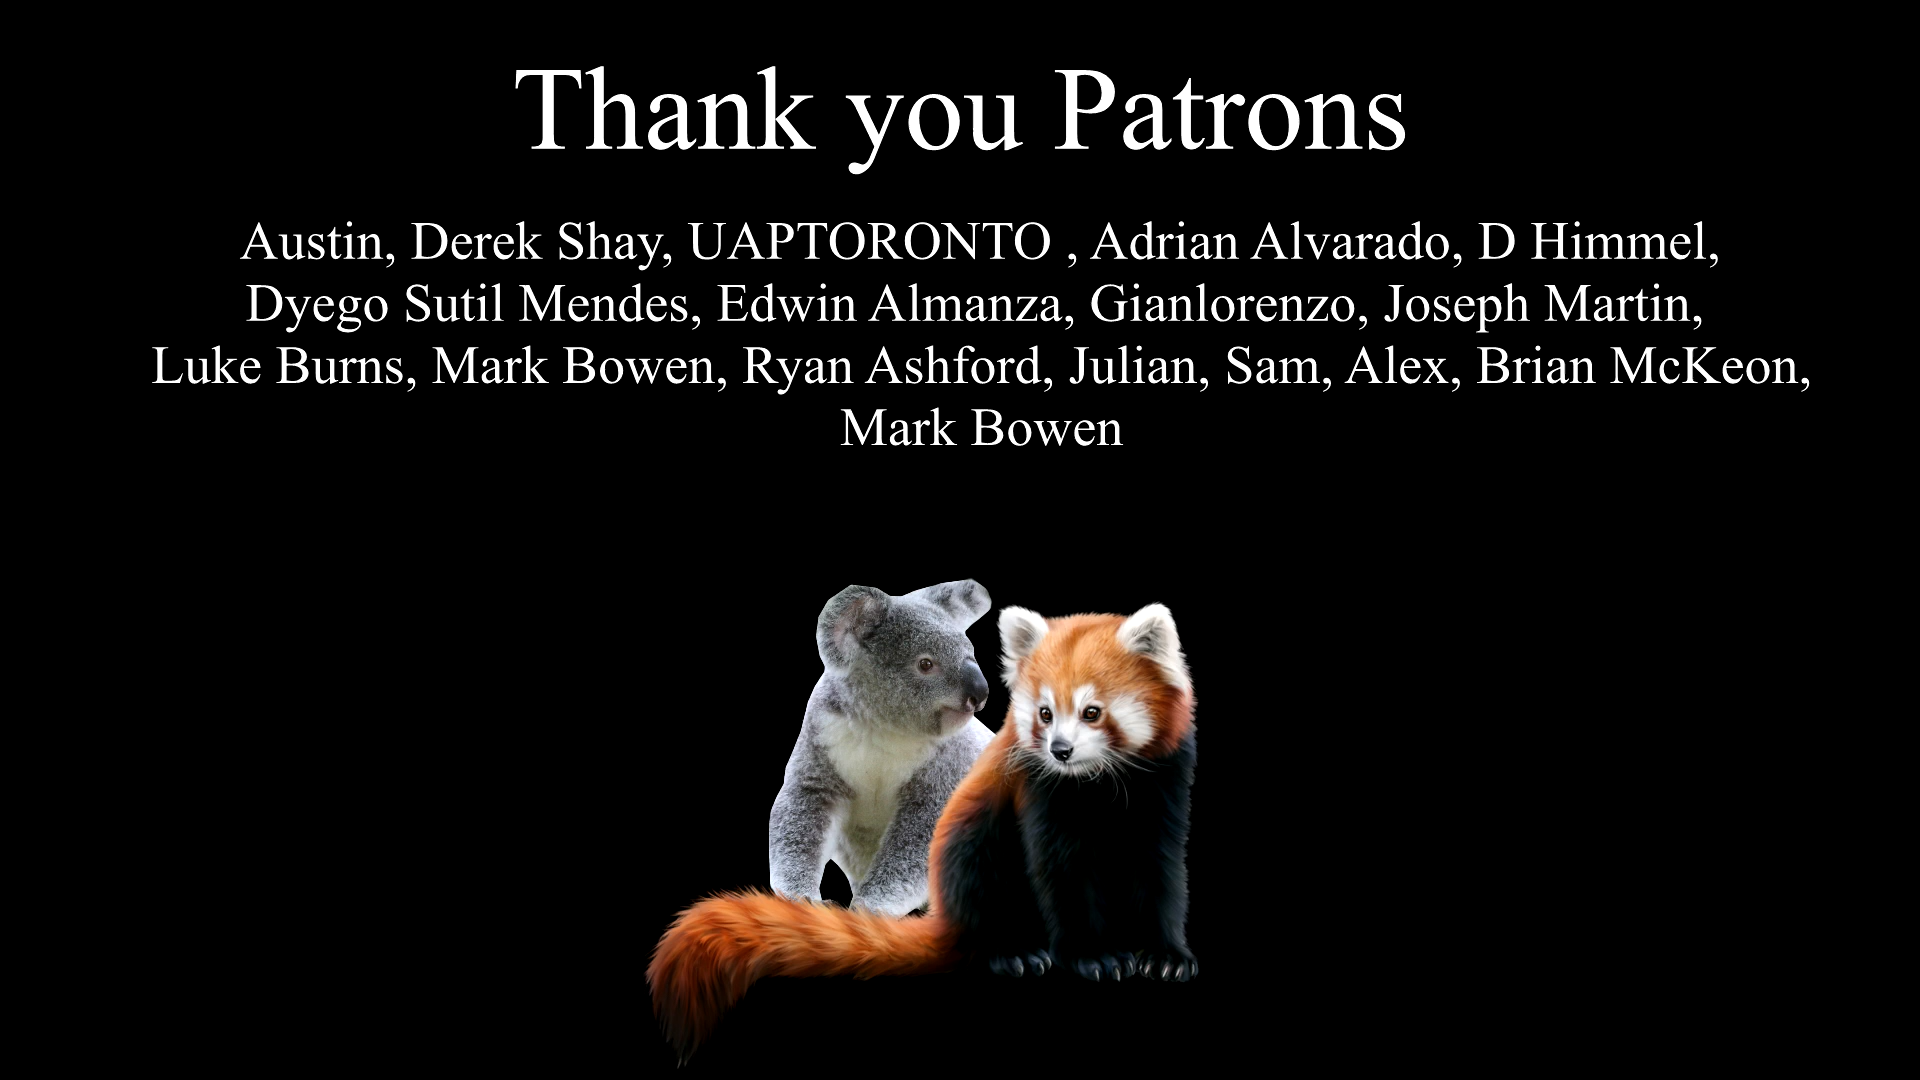 Thank you Patrons
Austin, Derek Shay, UAPTORONTO , Adrian Alvarado, D Himmel,
Dyego Sutil Mendes, Edwin Almanza, Gianlorenzo, Joseph Martin,
Luke Burns, Mark Bowen, Ryan Ashford, Julian, Sam, Alex, Brian McKeon,
Mark Bowen